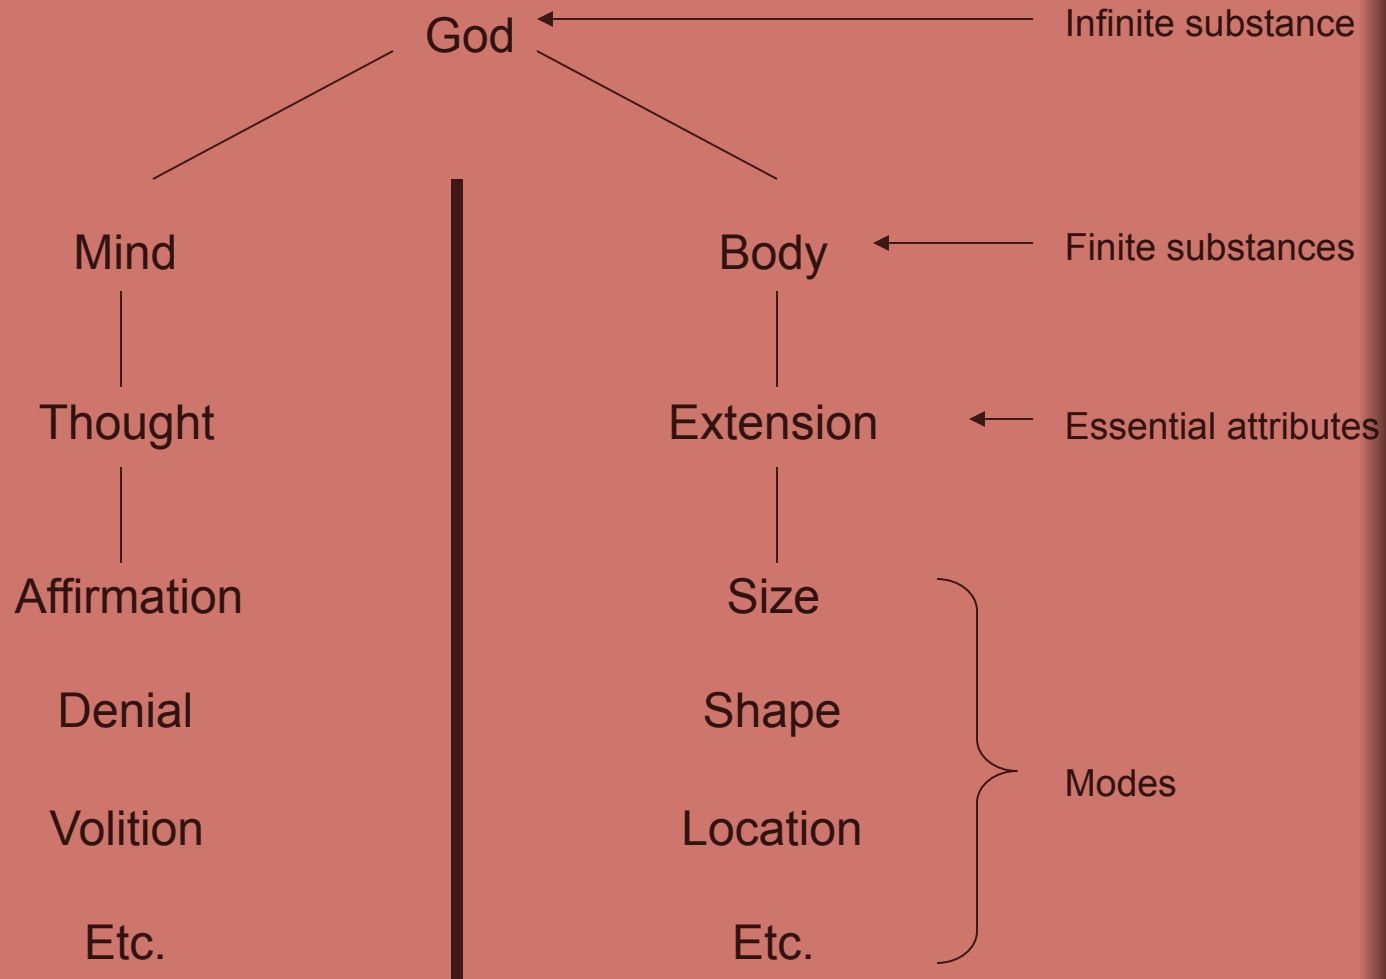 God
Infinite substance
Mind
Body
Finite substances
Thought
Extension
Essential attributes
Affirmation
Size
Denial
Shape
Modes
Volition
Location
Etc.
Etc.